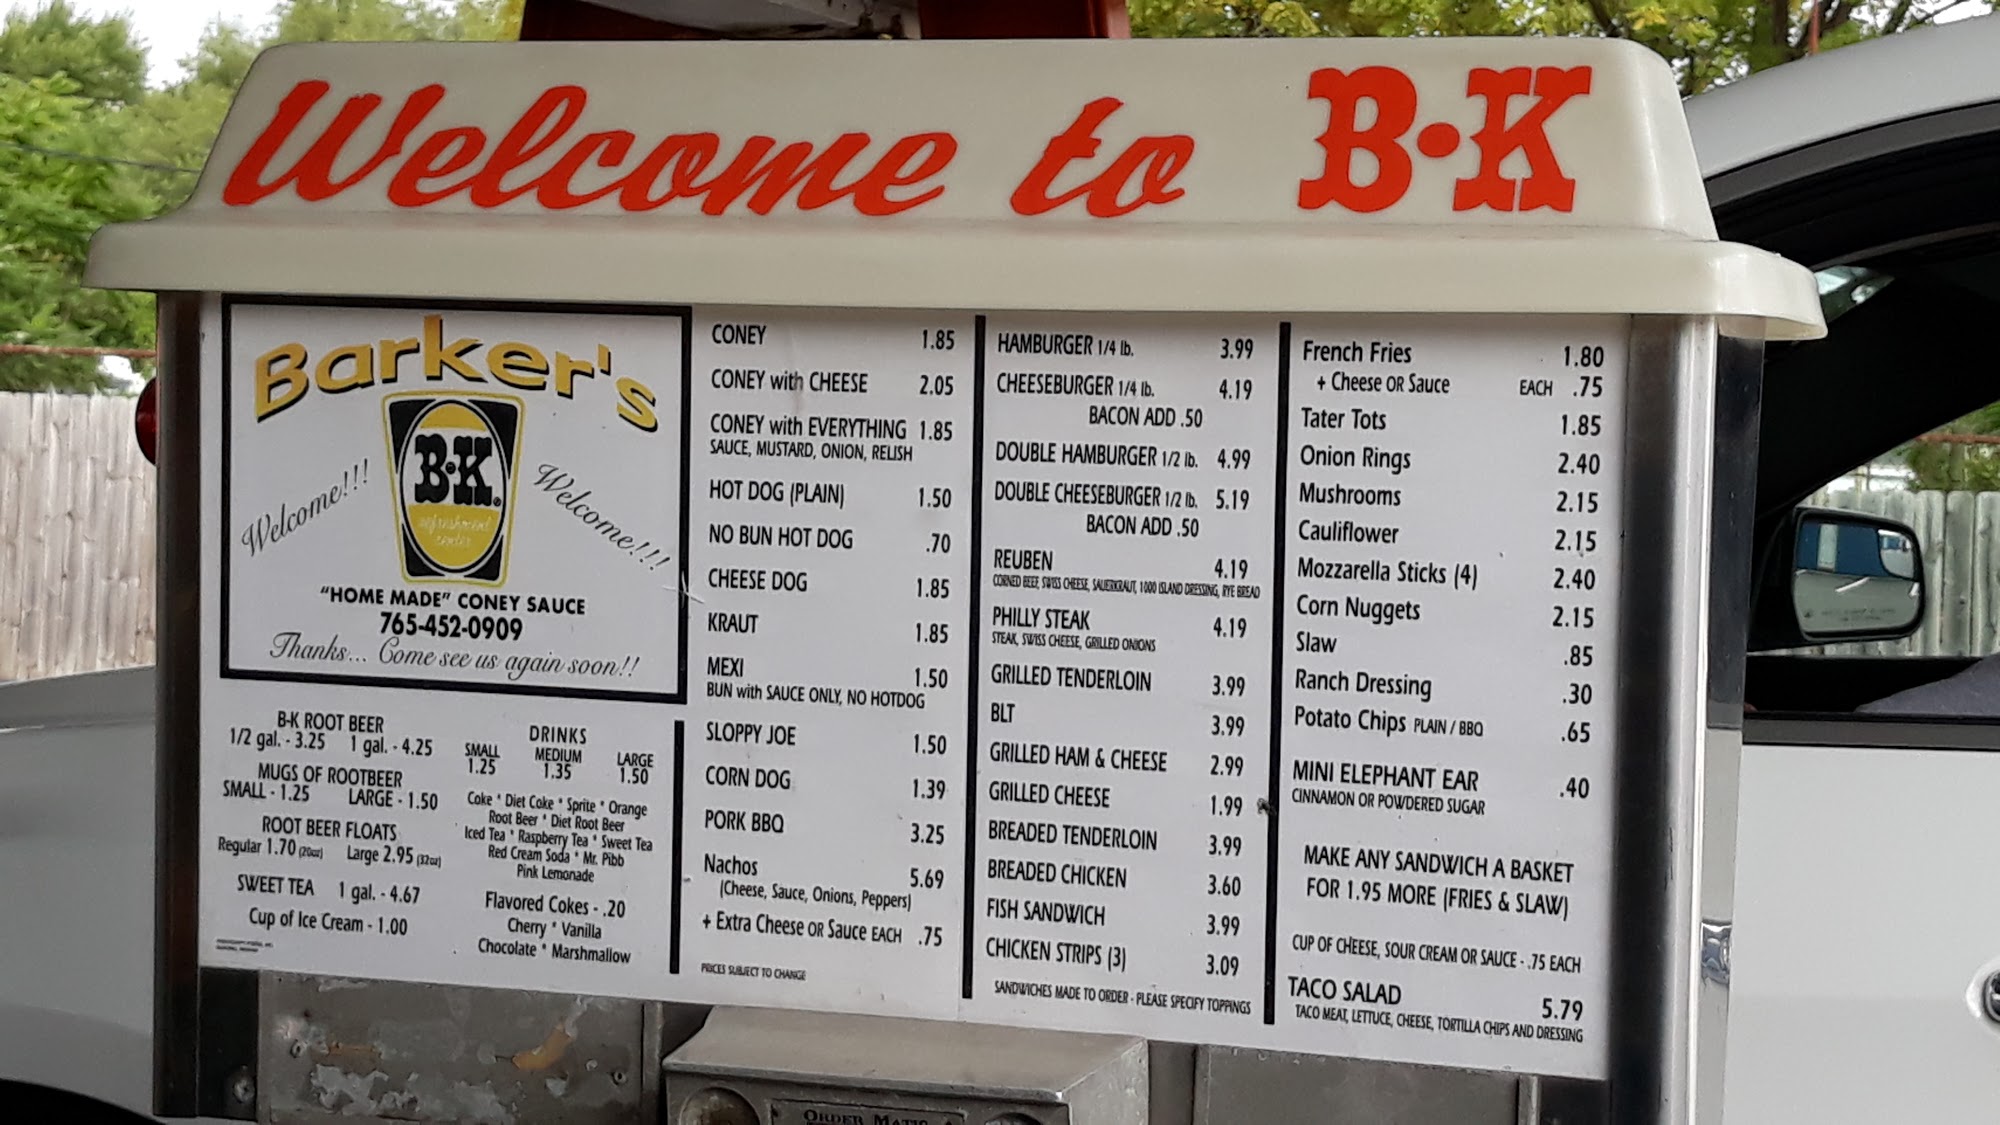 Welcome to B•K
Barker's
Welcome!!!
B•K®
refreshment
center
Welcome!!!
"HOME MADE" CONEY SAUCE
765-452-0909
Thanks... Come see us again soon!!
B-K ROOT BEER
1/2 gal. - 3.25 1 gal. - 4.25
MUGS OF ROOTBEER
SMALL - 1.25 LARGE - 1.50
ROOT BEER FLOATS
Regular 1.70 (20oz) Large 2.95 (32oz)
SWEET TEA 1 gal. - 4.67
Cup of Ice Cream - 1.00
DRINKS
SMALL MEDIUM LARGE
1.25 1.35 1.50
Coke * Diet Coke * Sprite * Orange
Root Beer * Diet Root Beer
Iced Tea * Raspberry Tea * Sweet Tea
Red Cream Soda * Mr. Pibb
Pink Lemonade
Flavored Cokes - .20
Cherry * Vanilla
Chocolate * Marshmallow
CONEY 1.85
CONEY with CHEESE 2.05
CONEY with EVERYTHING 1.85
SAUCE, MUSTARD, ONION, RELISH
HOT DOG (PLAIN) 1.50
NO BUN HOT DOG .70
CHEESE DOG 1.85
KRAUT 1.85
MEXI 1.50
BUN with SAUCE ONLY, NO HOTDOG
SLOPPY JOE 1.50
CORN DOG 1.39
PORK BBQ 3.25
Nachos 5.69
(Cheese, Sauce, Onions, Peppers)
+ Extra Cheese OR Sauce EACH .75
PRICES SUBJECT TO CHANGE
HAMBURGER 1/4 lb. 3.99
CHEESEBURGER 1/4 lb. 4.19
BACON ADD .50
DOUBLE HAMBURGER 1/2 lb. 4.99
DOUBLE CHEESEBURGER 1/2 lb. 5.19
BACON ADD .50
REUBEN 4.19
CORNED BEEF, SWISS CHEESE, SAUERKRAUT, 1000 ISLAND DRESSING, RYE BREAD
PHILLY STEAK 4.19
STEAK, SWISS CHEESE, GRILLED ONIONS
GRILLED TENDERLOIN 3.99
BLT 3.99
GRILLED HAM & CHEESE 2.99
GRILLED CHEESE 1.99
BREADED TENDERLOIN 3.99
BREADED CHICKEN 3.60
FISH SANDWICH 3.99
CHICKEN STRIPS (3) 3.09
SANDWICHES MADE TO ORDER - PLEASE SPECIFY TOPPINGS
French Fries 1.80
+ Cheese OR Sauce EACH .75
Tater Tots 1.85
Onion Rings 2.40
Mushrooms 2.15
Cauliflower 2.15
Mozzarella Sticks (4) 2.40
Corn Nuggets 2.15
Slaw .85
Ranch Dressing .30
Potato Chips PLAIN / BBQ .65
MINI ELEPHANT EAR .40
CINNAMON OR POWDERED SUGAR
MAKE ANY SANDWICH A BASKET
FOR 1.95 MORE (FRIES & SLAW)
CUP OF CHEESE, SOUR CREAM OR SAUCE - .75 EACH
TACO SALAD 5.79
TACO MEAT, LETTUCE, CHEESE, TORTILLA CHIPS AND DRESSING
ORDER MATIC